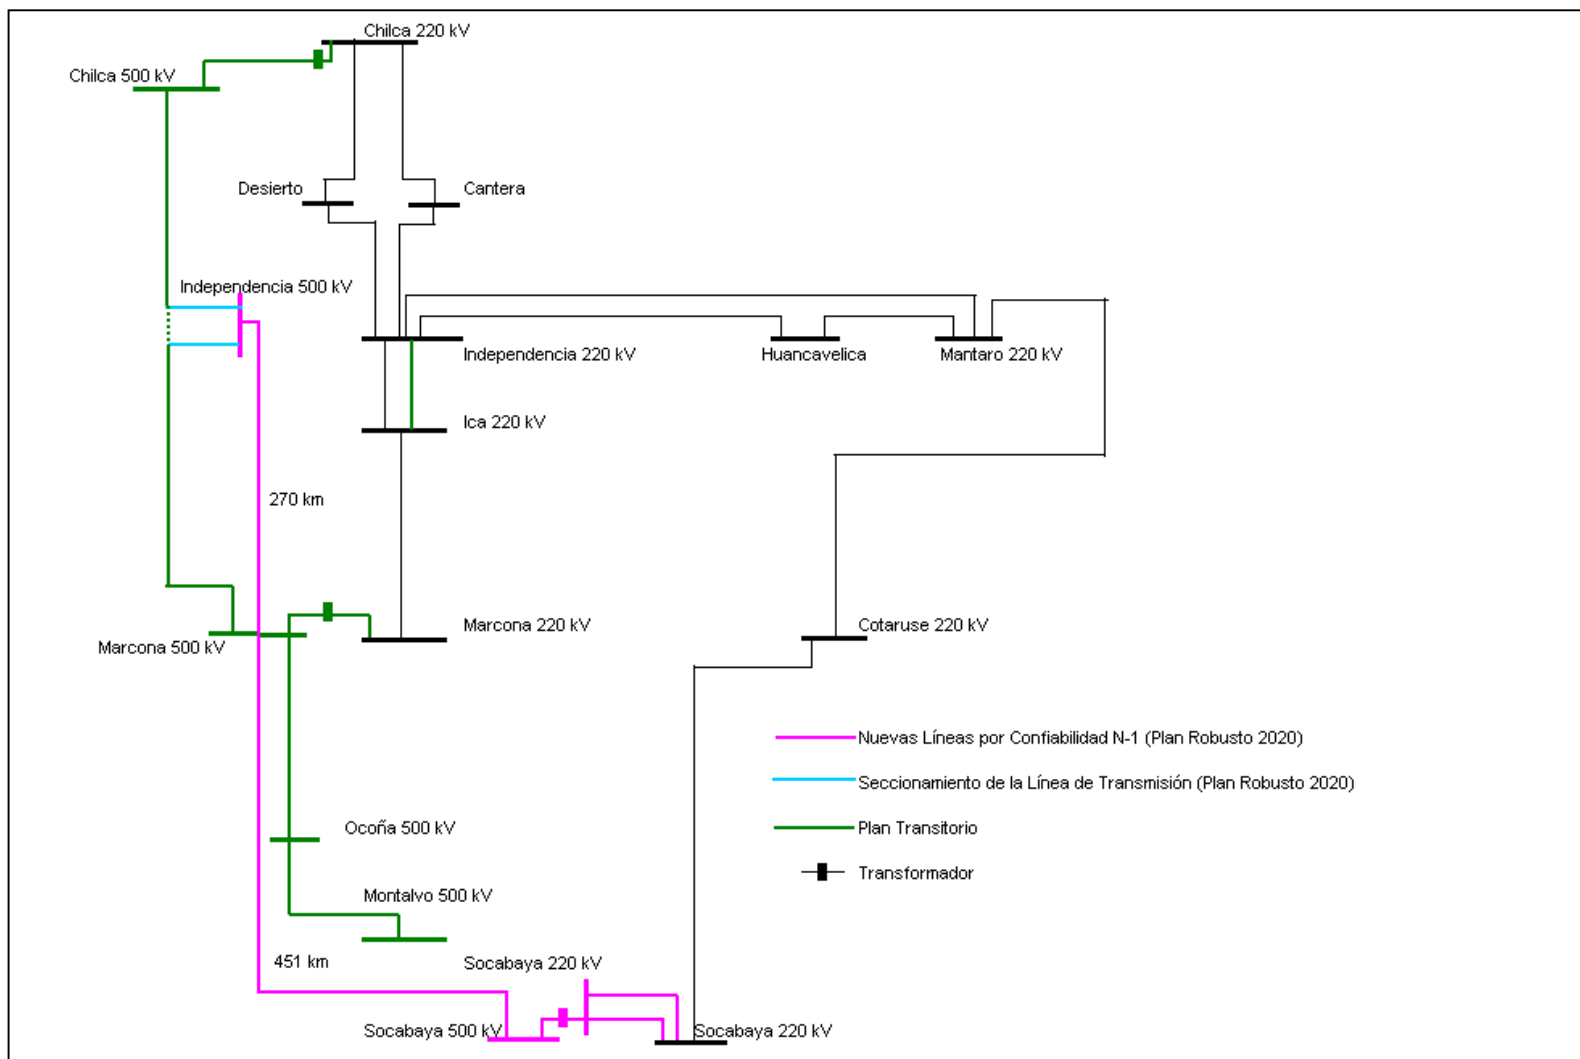 Chilca 220 kV
Chilca 500 kV
Desierto
Cantera
Independencia 500 kV
Independencia 220 kV
Huancavelica
Mantaro 220 kV
Ica 220 kV
270 km
Marcona 220 kV
Cotaruse 220 kV
Marcona 500 kV
Nuevas Líneas por Confiabilidad N-1 (Plan Robusto 2020)
Seccionamiento de la Línea de Transmisión (Plan Robusto 2020)
Ocoña 500 kV
Plan Transitorio
Transformador
Montalvo 500 kV
451 km
Socabaya 220 kV
Socabaya 500 kV
Socabaya 220 kV